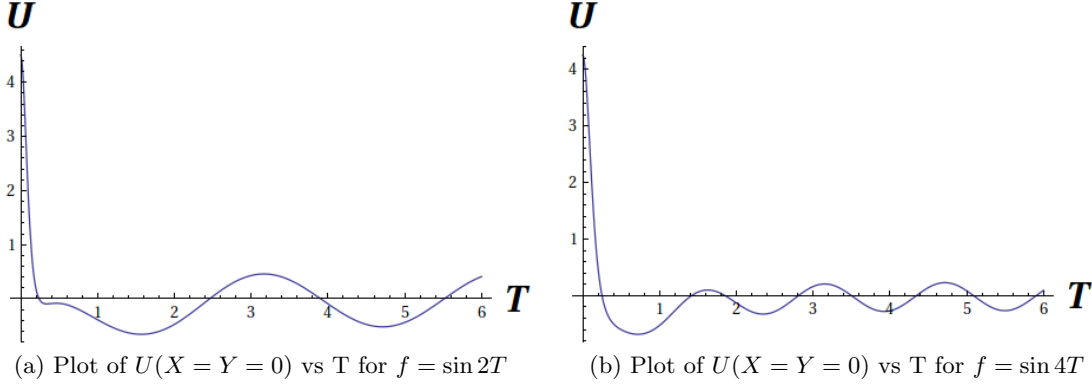 U
4
3
2
1
1 2 3 4 5 6 T
(a) Plot of U(X = Y = 0) vs T for f = sin 2T
U
4
3
2
1
1 2 3 4 5 6 T
(b) Plot of U(X = Y = 0) vs T for f = sin 4T